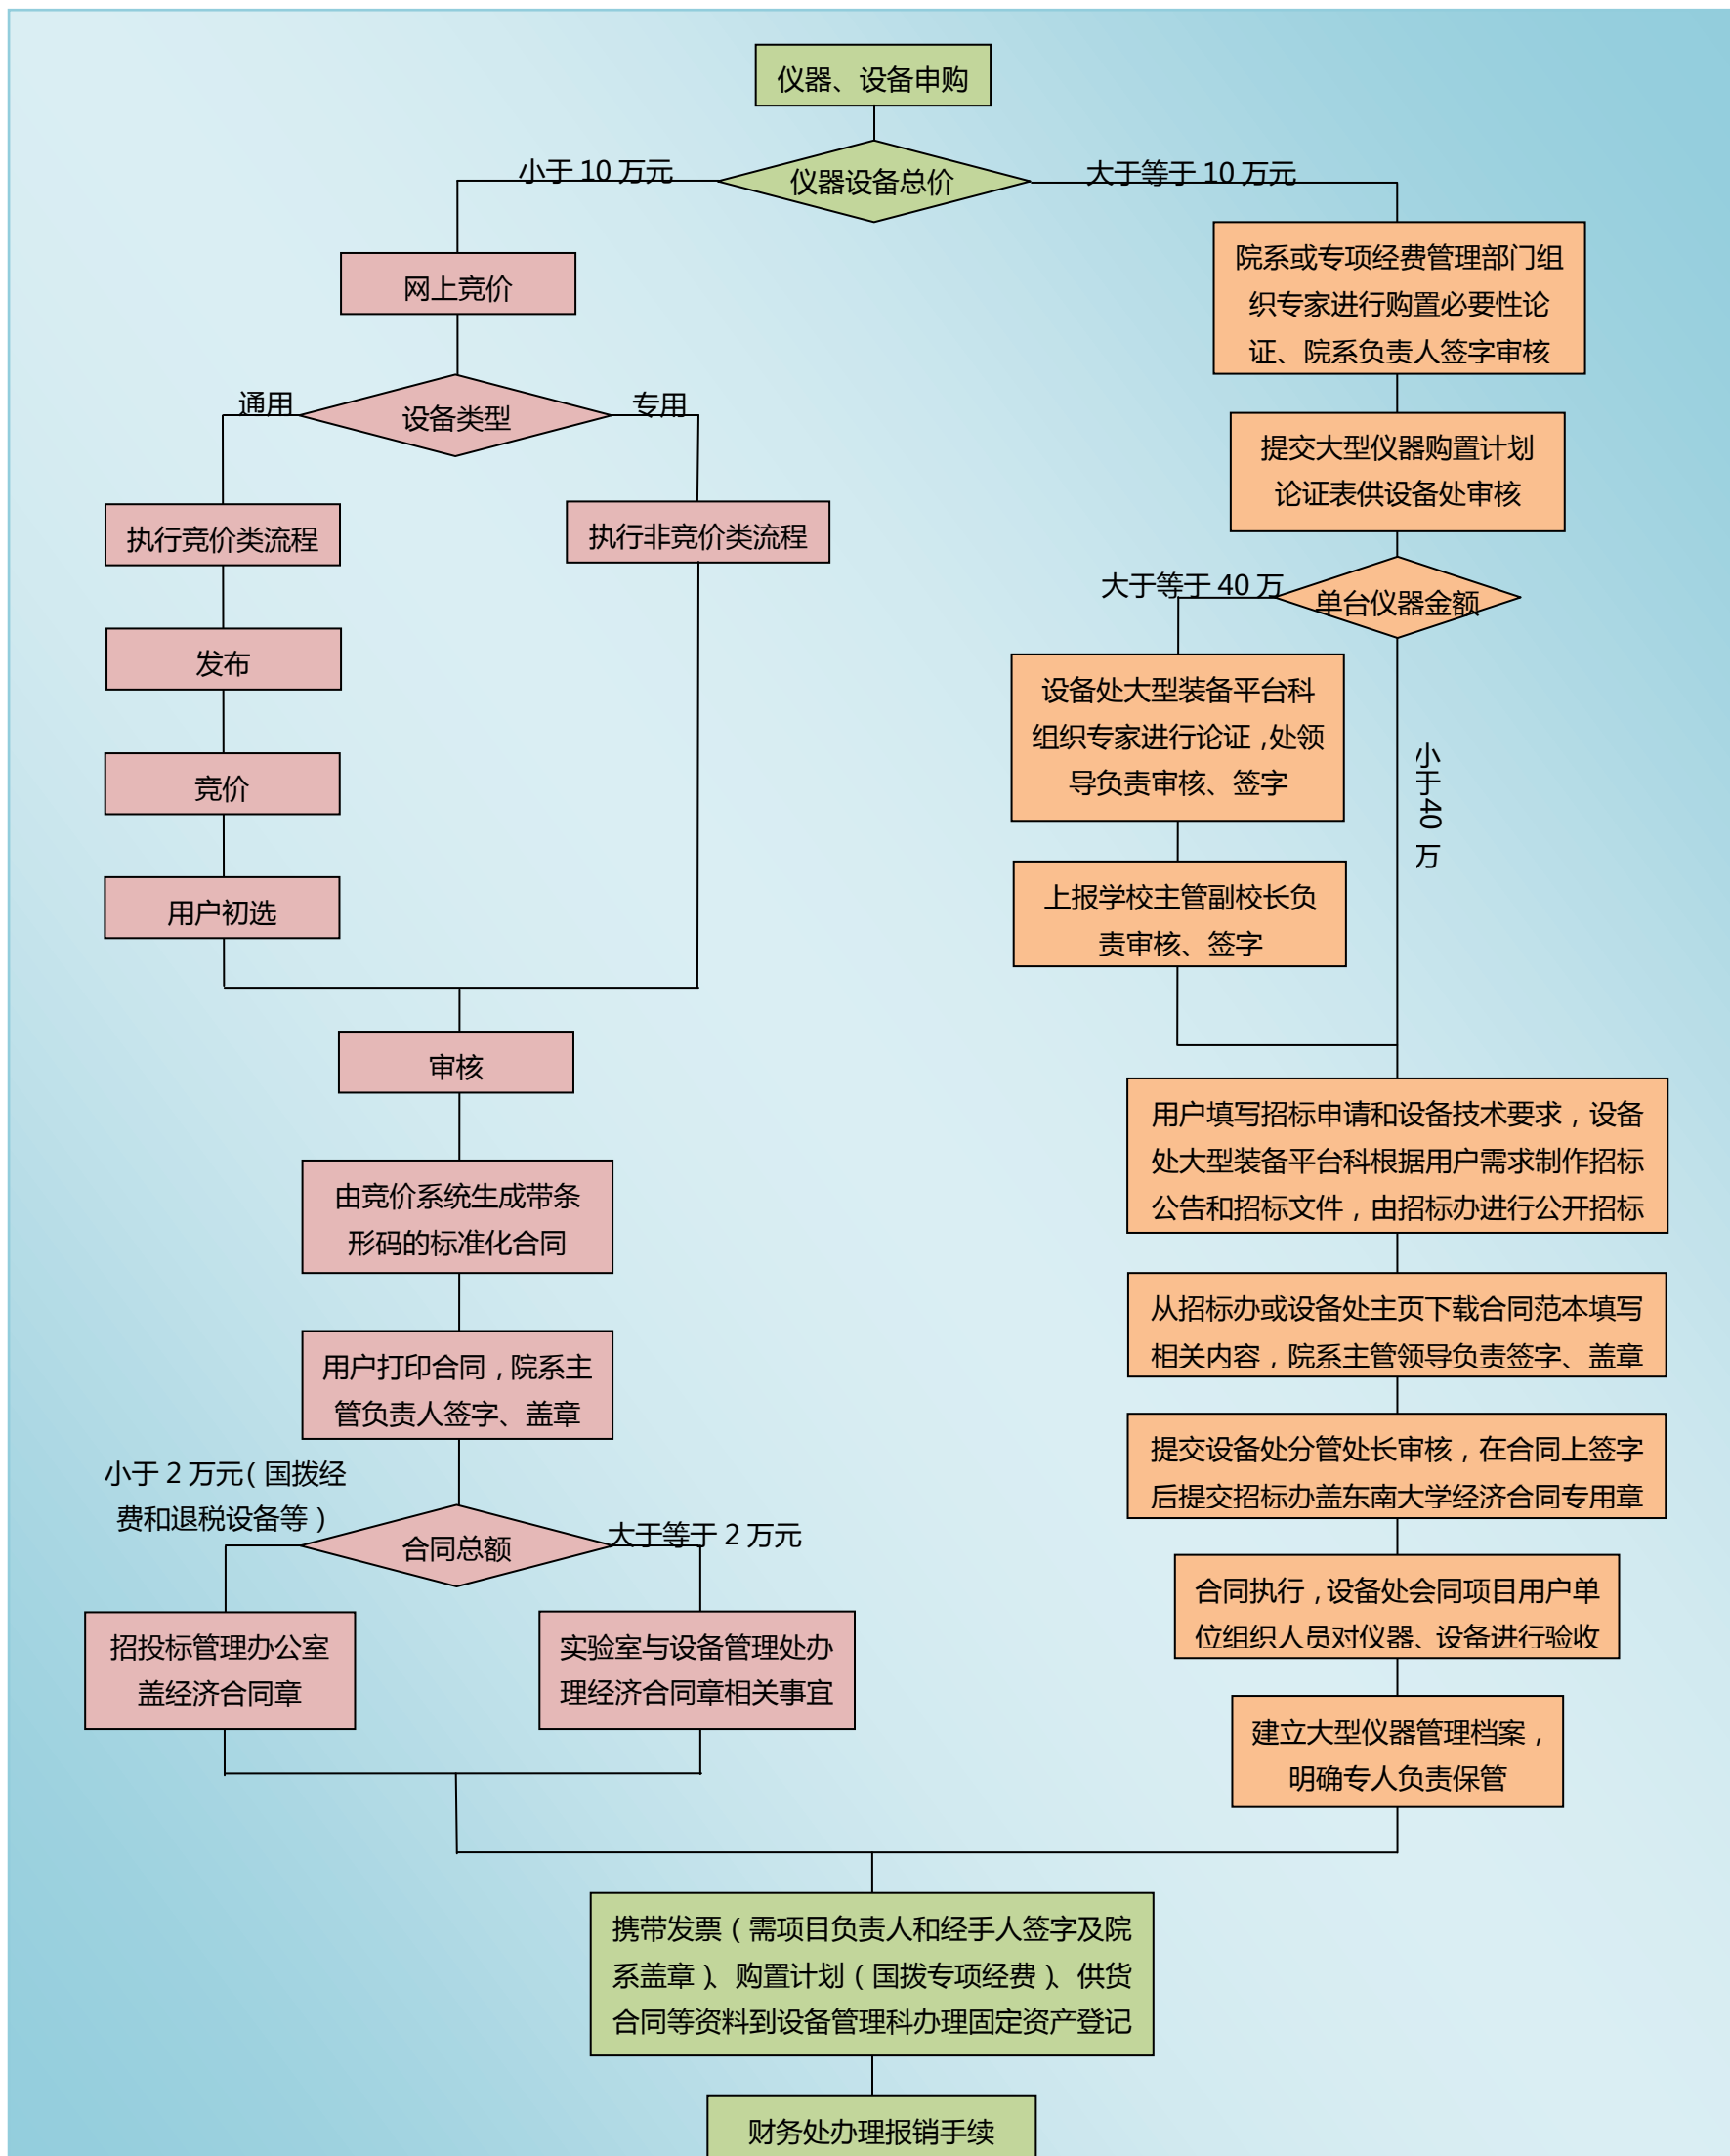 仪器、设备申购
仪器设备总价
小于 10 万元
大于等于 10 万元
网上竞价
设备类型
通用
专用
执行竞价类流程
执行非竞价类流程
发布
竞价
用户初选
审核
由竞价系统生成带条
形码的标准化合同
用户打印合同，院系主
管负责人签字、盖章
小于 2 万元（国拨经
费和退税设备等）
合同总额
大于等于 2 万元
招投标管理办公室
盖经济合同章
实验室与设备管理处办
理经济合同章相关事宜
院系或专项经费管理部门组
织专家进行购置必要性论
证、院系负责人签字审核
提交大型仪器购置计划
论证表供设备处审核
大于等于 40 万
单台仪器金额
设备处大型装备平台科
组织专家进行论证，处领
导负责审核、签字
小于40 万
上报学校主管副校长负
责审核、签字
用户填写招标申请和设备技术要求，设备
处大型装备平台科根据用户需求制作招标
公告和招标文件，由招标办进行公开招标
从招标办或设备处主页下载合同范本填写
相关内容，院系主管领导负责签字、盖章
提交设备处分管处长审核，在合同上签字
后提交招标办盖东南大学经济合同专用章
合同执行，设备处会同项目用户单
位组织人员对仪器、设备进行验收
建立大型仪器管理档案，
明确专人负责保管
携带发票（需项目负责人和经手人签字及院
系盖章）、购置计划（国拨专项经费）、供货
合同等资料到设备管理科办理固定资产登记
财务处办理报销手续